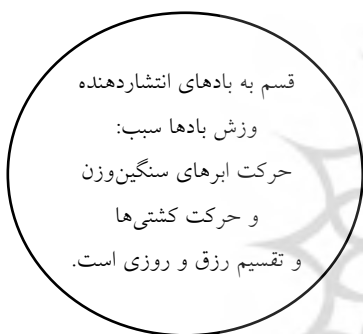 قسم به بادهای انتشاردهنده
وزش بادها سبب:
حرکت ابرهای سنگین‌وزن
و حرکت کشتی‌ها
و تقسیم رزق و روزی است.